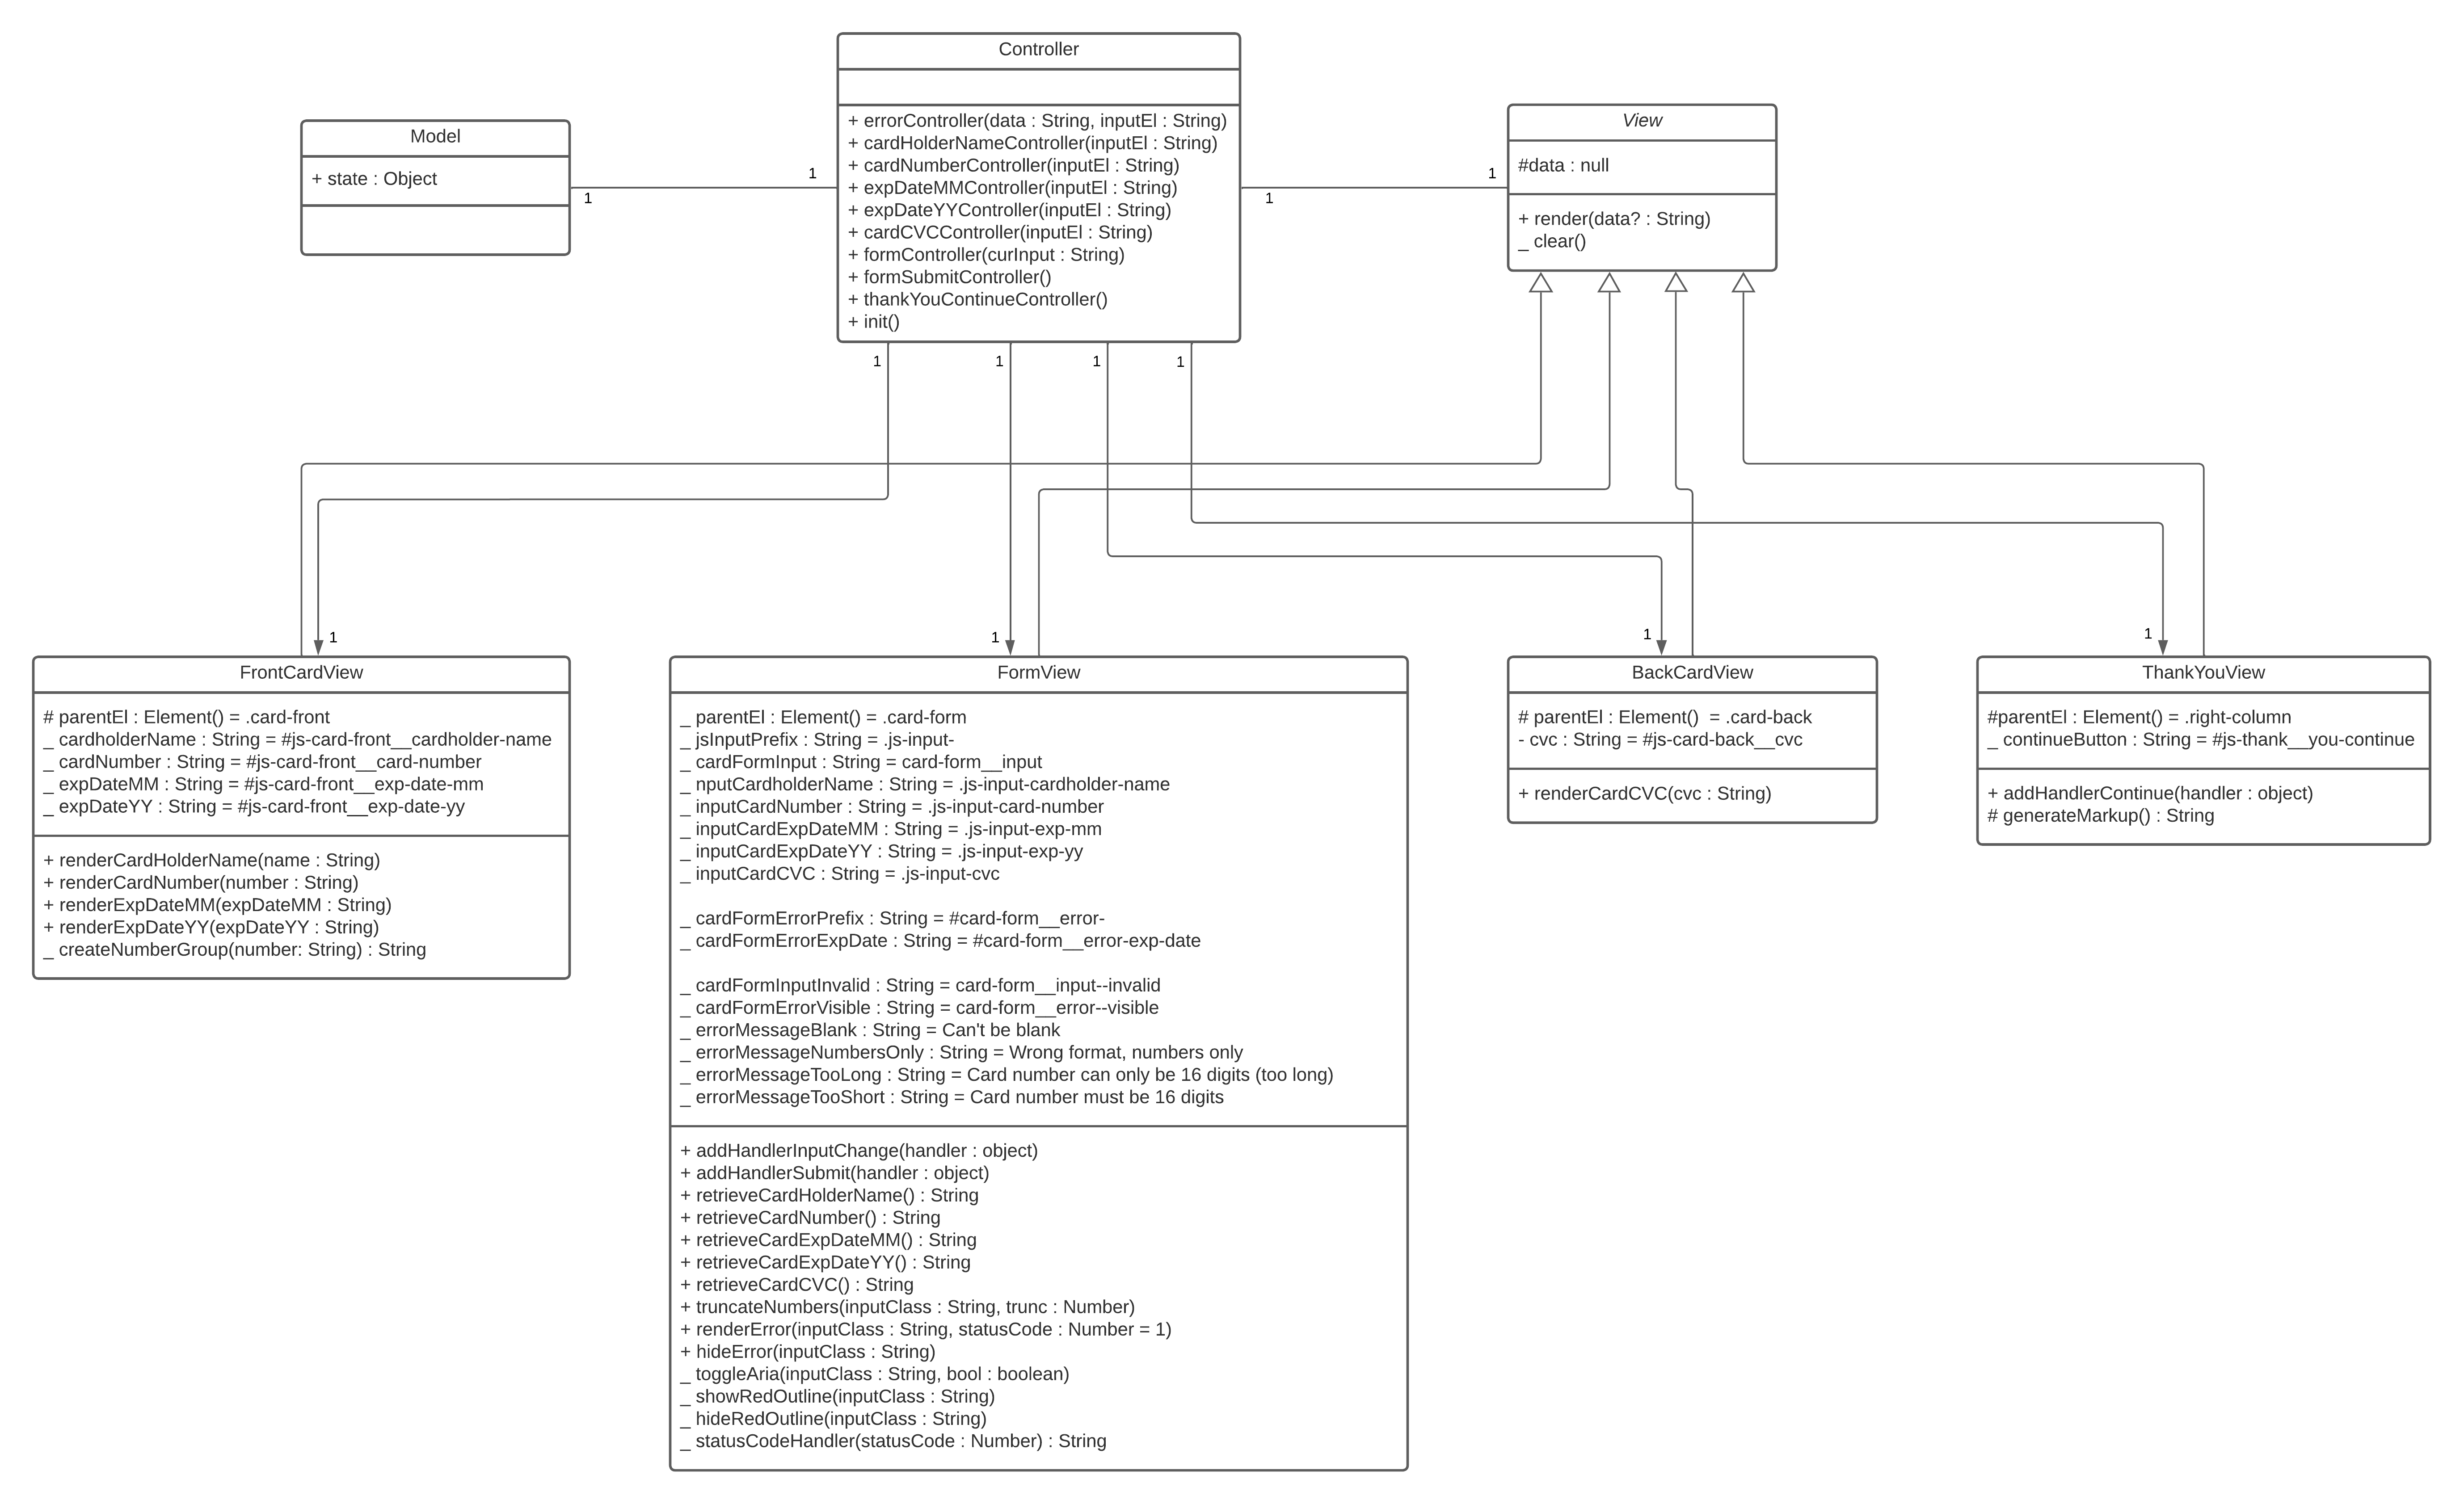 Controller
+ errorController(data : String, inputEl : String)
+ cardHolderNameController(inputEl : String)
+ cardNumberController(inputEl : String)
+ expDateMMController(inputEl : String)
+ expDateYYController(inputEl : String)
+ cardCVCController(inputEl : String)
+ formController(curInput : String)
+ formSubmitController()
+ thankYouContinueController()
+ init()
Model
+ state : Object
1
1
1
1
View
#data : null
+ render(data? : String)
_ clear()
1
1
1
1
1
1
1
1
FrontCardView
# parentEl : Element() = .card-front
_ cardholderName : String = #js-card-front__cardholder-name
_ cardNumber : String = #js-card-front__card-number
_ expDateMM : String = #js-card-front__exp-date-mm
_ expDateYY : String = #js-card-front__exp-date-yy
+ renderCardHolderName(name : String)
+ renderCardNumber(number : String)
+ renderExpDateMM(expDateMM : String)
+ renderExpDateYY(expDateYY : String)
_ createNumberGroup(number: String) : String
FormView
_ parentEl : Element() = .card-form
_ jsInputPrefix : String = .js-input-
_ cardFormInput : String = card-form__input
_ nputCardholderName : String = .js-input-cardholder-name
_ inputCardNumber : String = .js-input-card-number
_ inputCardExpDateMM : String = .js-input-exp-mm
_ inputCardExpDateYY : String = .js-input-exp-yy
_ inputCardCVC : String = .js-input-cvc
_ cardFormErrorPrefix : String = #card-form__error-
_ cardFormErrorExpDate : String = #card-form__error-exp-date
_ cardFormInputInvalid : String = card-form__input--invalid
_ cardFormErrorVisible : String = card-form__error--visible
_ errorMessageBlank : String = Can't be blank
_ errorMessageNumbersOnly : String = Wrong format, numbers only
_ errorMessageTooLong : String = Card number can only be 16 digits (too long)
_ errorMessageTooShort : String = Card number must be 16 digits
+ addHandlerInputChange(handler : object)
+ addHandlerSubmit(handler : object)
+ retrieveCardHolderName() : String
+ retrieveCardNumber() : String
+ retrieveCardExpDateMM() : String
+ retrieveCardExpDateYY() : String
+ retrieveCardCVC() : String
+ truncateNumbers(inputClass : String, trunc : Number)
+ renderError(inputClass : String, statusCode : Number = 1)
+ hideError(inputClass : String)
_ toggleAria(inputClass : String, bool : boolean)
_ showRedOutline(inputClass : String)
_ hideRedOutline(inputClass : String)
_ statusCodeHandler(statusCode : Number) : String
BackCardView
# parentEl : Element()  = .card-back
- cvc : String = #js-card-back__cvc
+ renderCardCVC(cvc : String)
ThankYouView
#parentEl : Element() = .right-column
_ continueButton : String = #js-thank__you-continue
+ addHandlerContinue(handler : object)
# generateMarkup() : String